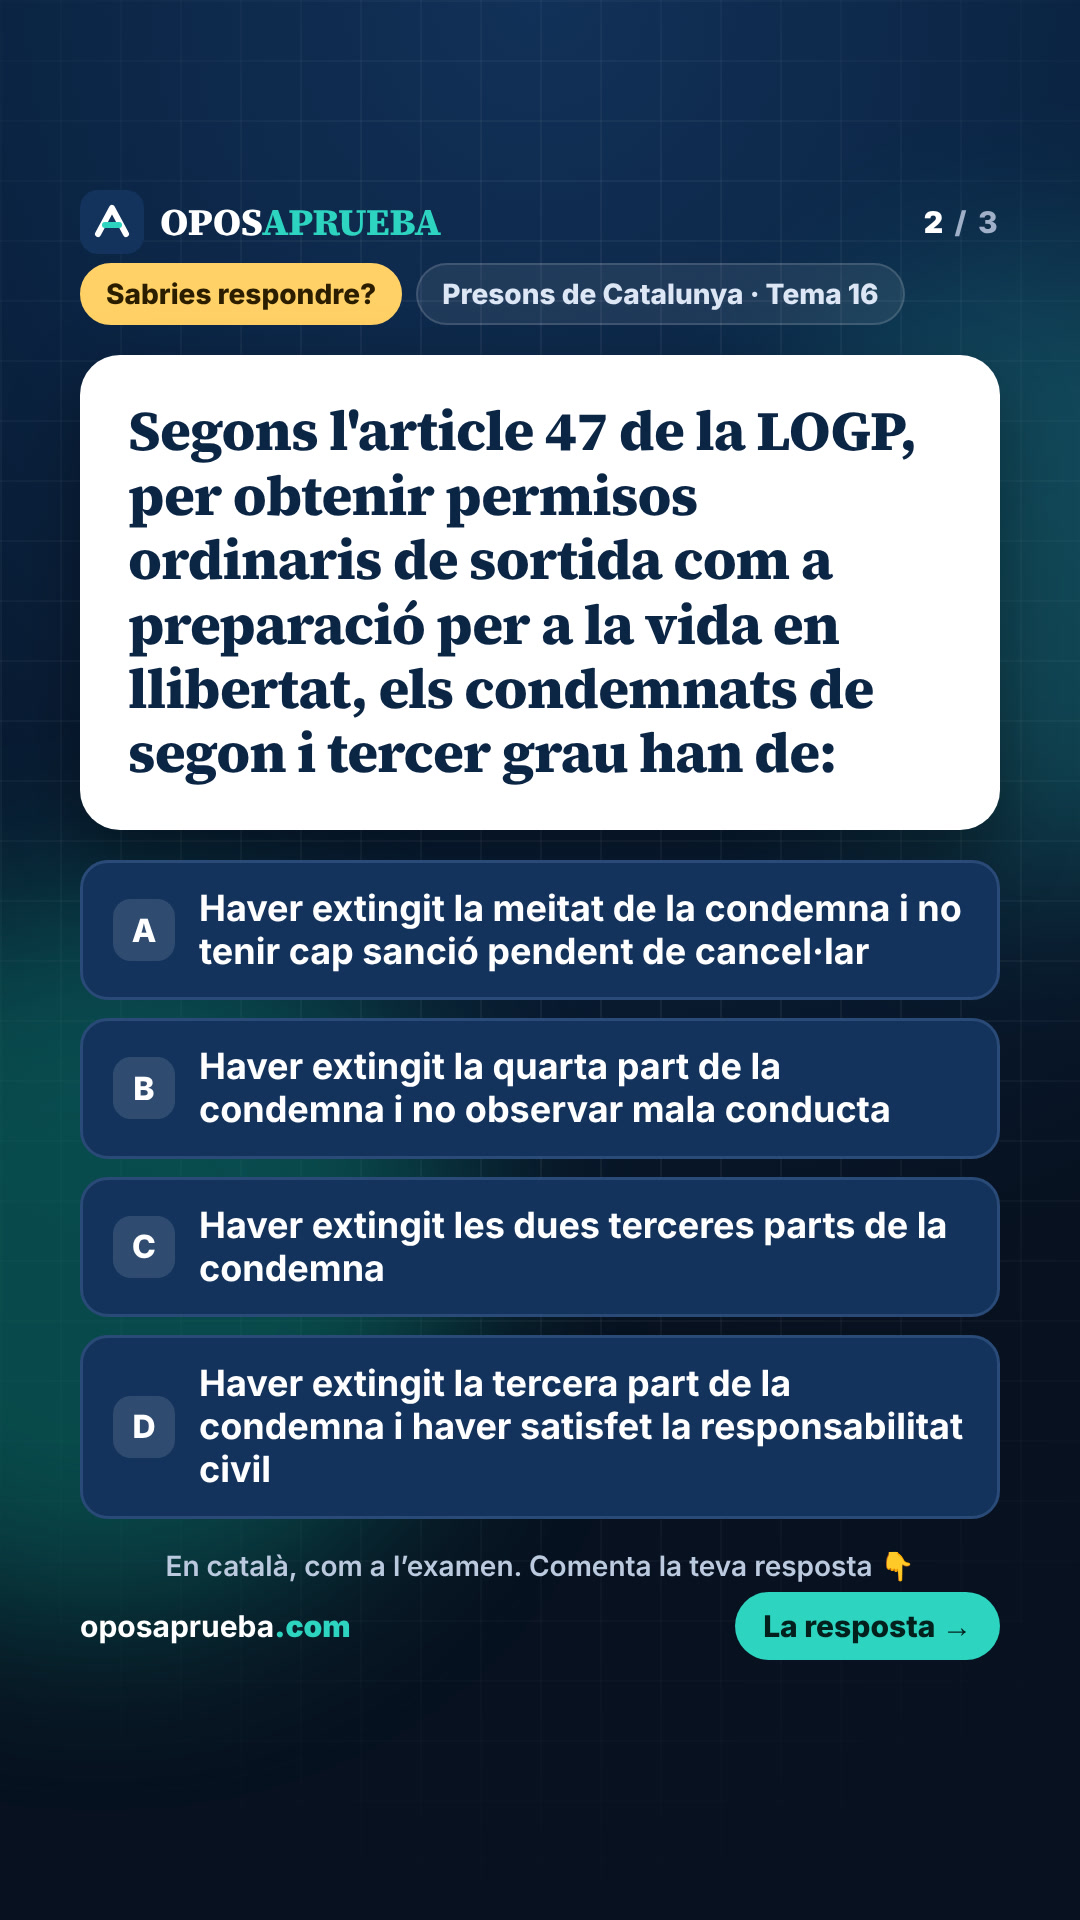 OPOSAPRUEBA
2 / 3
Sabries respondre?
Presons de Catalunya · Tema 16
Segons l'article 47 de la LOGP,
per obtenir permisos
ordinaris de sortida com a
preparació per a la vida en
llibertat, els condemnats de
segon i tercer grau han de:
A
Haver extingit la meitat de la condemna i no
tenir cap sanció pendent de cancel·lar
B
Haver extingit la quarta part de la
condemna i no observar mala conducta
C
Haver extingit les dues terceres parts de la
condemna
D
Haver extingit la tercera part de la
condemna i haver satisfet la responsabilitat
civil
En català, com a l’examen. Comenta la teva resposta 👇
oposaprueba.com
La resposta →